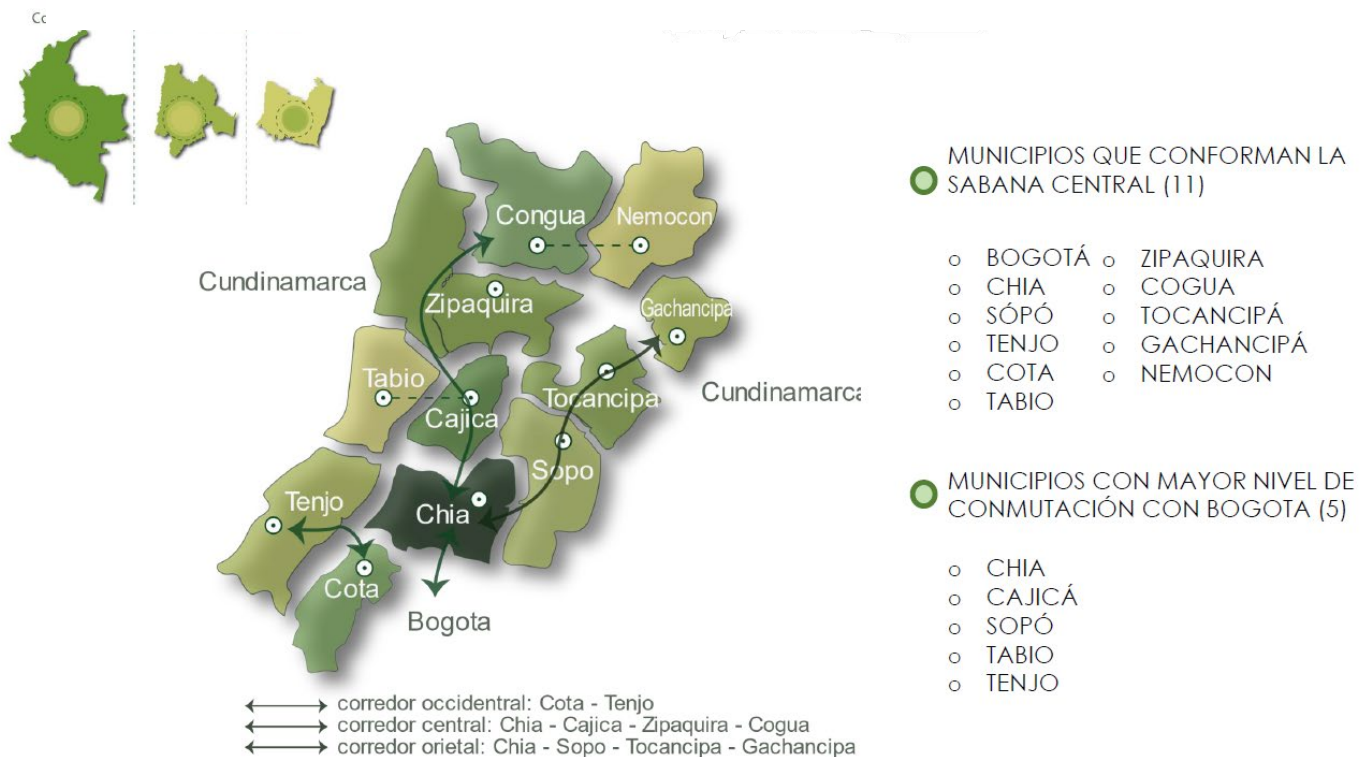 Cc
Congua
Nemocon
Cundinamarca
Zipaquira
Gachancipa
Tabio
Cajica
Tocancipa
Cundinamarca
Sopo
Tenjo
Chia
Cota
Bogota
corredor occidental: Cota - Tenjo
corredor central: Chia - Cajica - Zipaquira - Cogua
corredor orietal: Chia - Sopo - Tocancipa - Gachancipa
MUNICIPIOS QUE CONFORMAN LA
SABANA CENTRAL (11)
o BOGOTÁ
o CHIA
o SÓPÓ
o TENJO
o COTA
o TABIO
o ZIPAQUIRA
o COGUA
o TOCANCIPÁ
o GACHANCIPÁ
o NEMOCON
MUNICIPIOS CON MAYOR NIVEL DE
CONMUTACIÓN CON BOGOTA (5)
o CHIA
o CAJICÁ
o SOPÓ
o TABIO
o TENJO